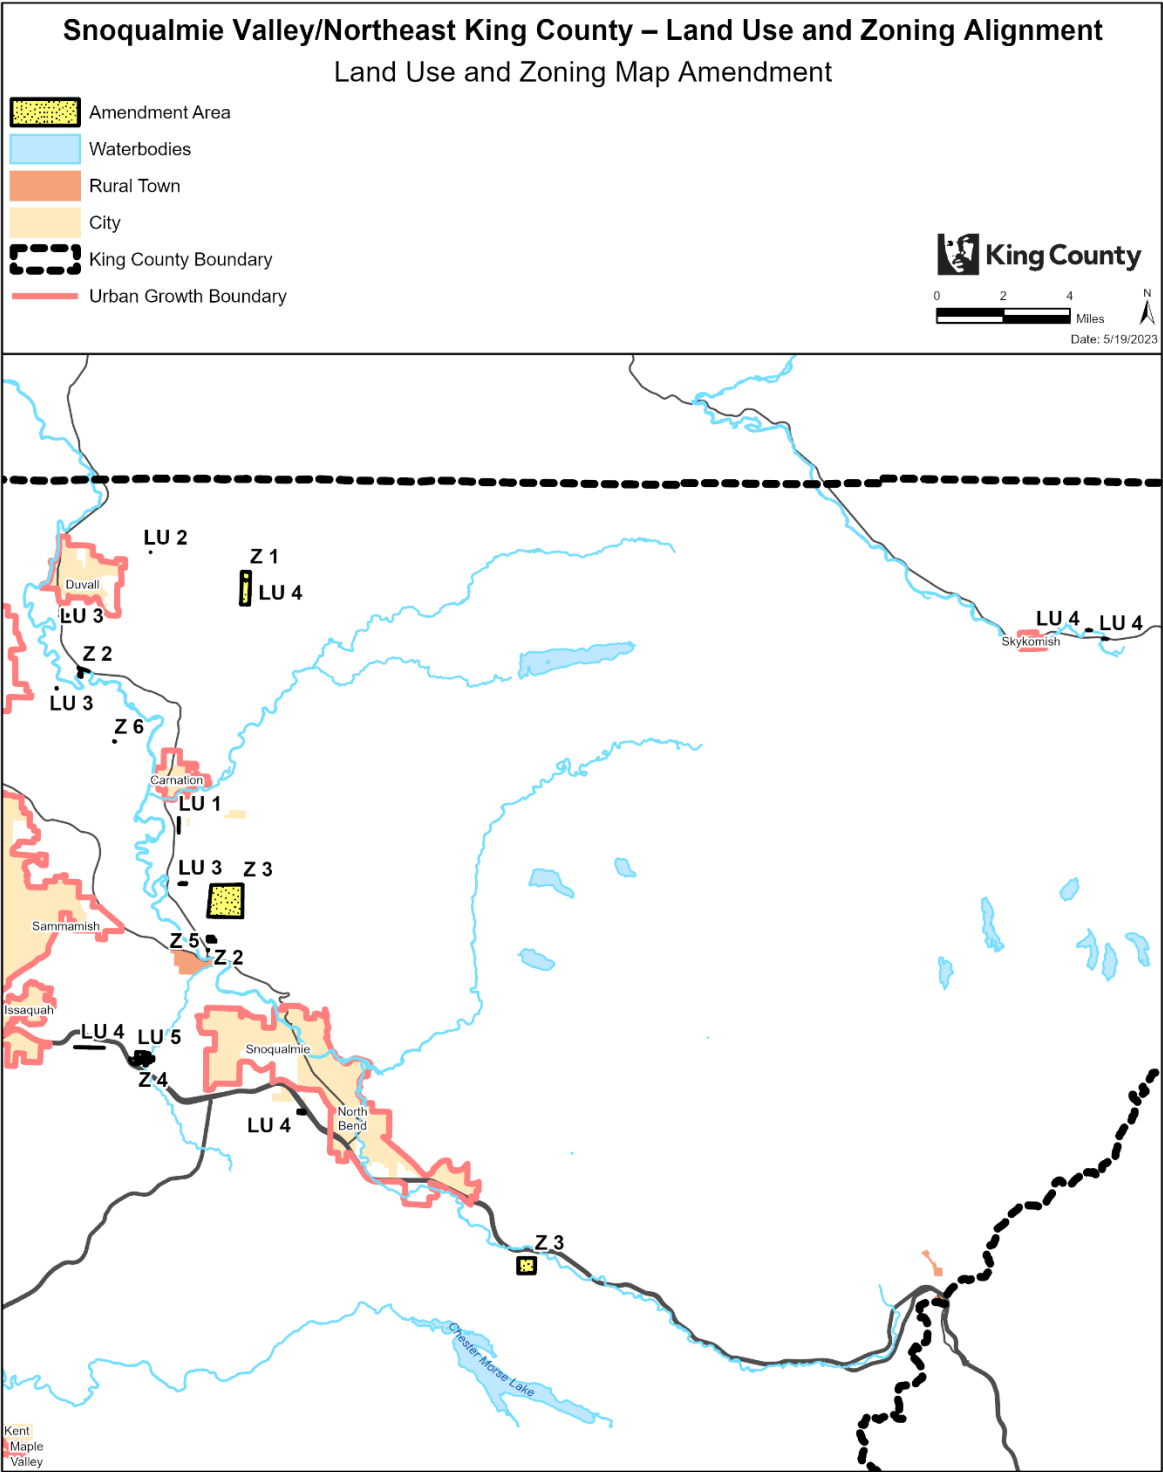 Snoqualmie Valley/Northeast King County – Land Use and Zoning Alignment
Land Use and Zoning Map Amendment
Amendment Area
Waterbodies
Rural Town
City
King County Boundary
Urban Growth Boundary
King County
0 2 4
Miles
N
Date: 5/19/2023
LU 2
Z 1
LU 4
Duvall
LU 3
LU 4
LU 4
Skykomish
Z 2
LU 3
Z 6
Carnation
LU 1
LU 3
Z 3
Sammamish
Z 5
Z 2
Issaquah
LU 4
LU 5
Snoqualmie
Z 4
North
Bend
LU 4
Z 3
Chester Morse Lake
Kent
Maple
Valley